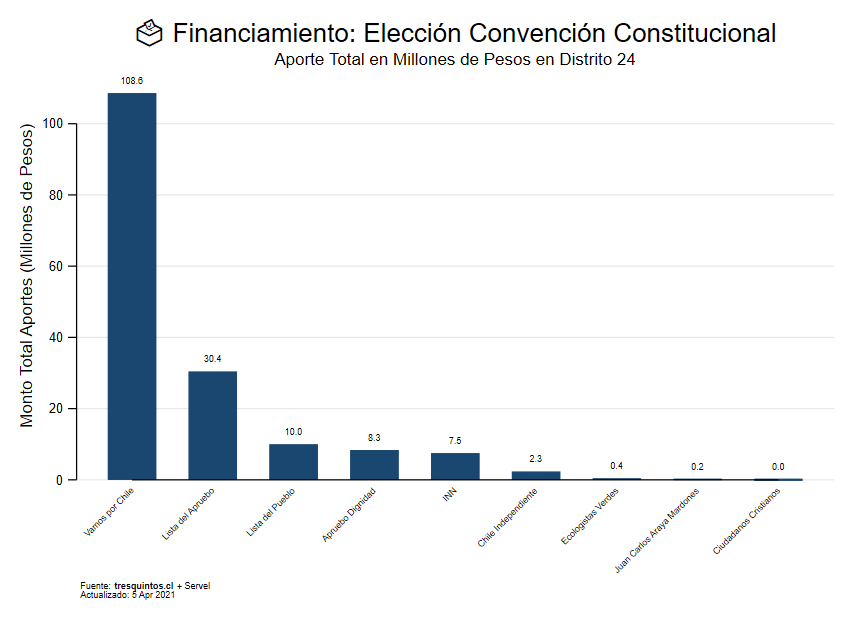 Financiamiento: Elección Convención Constitucional
Aporte Total en Millones de Pesos en Distrito 24
Monto Total Aportes (Millones de Pesos)
100
80
60
40
20
0
108.6
30.4
10.0
8.3
7.5
2.3
0.4
0.2
0.0
Vamos por Chile
Lista del Apruebo
Lista del Pueblo
Apruebo Dignidad
INN
Chile Independiente
Ecologistas Verdes
Juan Carlos Araya Mardones
Ciudadanos Cristianos
Fuente: tresquintos.cl + Servel
Actualizado: 5 Apr 2021